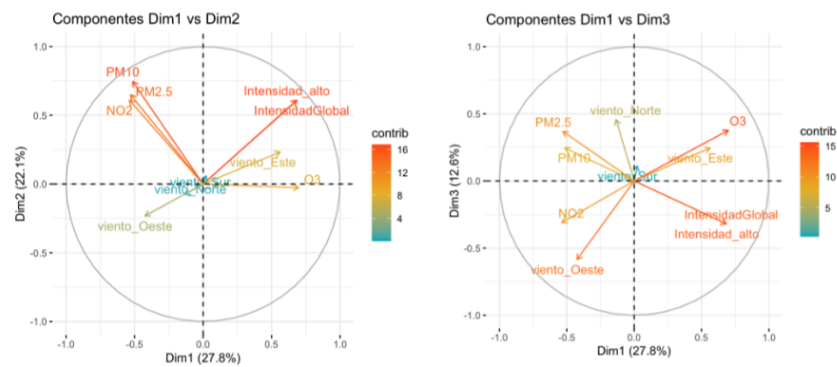 Componentes Dim1 vs Dim2
1.0
0.5
0.0
-0.5
-1.0
Dim2 (22.1%)
PM10
PM2.5
NO2
Intensidad_alto
IntensidadGlobal
viento_Este
O3
viento_Sur
viento_Norte
viento_Oeste
-1.0 -0.5 0.0 0.5 1.0
Dim1 (27.8%)
contrib
16
12
8
4
Componentes Dim1 vs Dim3
1.0
0.5
0.0
-0.5
-1.0
Dim3 (12.6%)
viento_Norte
PM2.5
O3
PM10
viento_Este
viento_Sur
NO2
IntensidadGlobal
Intensidad_alto
viento_Oeste
-1.0 -0.5 0.0 0.5 1.0
Dim1 (27.8%)
contrib
15
10
5